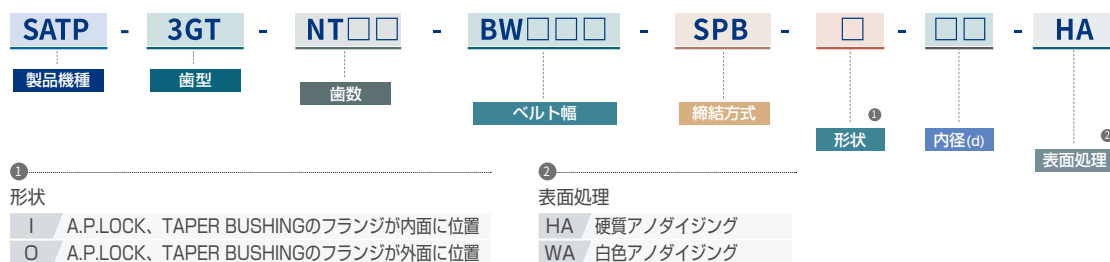 SATP - 3GT - NT□□ - BW□□□ - SPB - □ - □□ - HA
製品機種 歯型 歯数 ベルト幅 締結方式 形状 ❶ 内径(d) 表面処理 ❷
❶ 形状
I A.P.LOCK、TAPER BUSHINGのフランジが内面に位置
O A.P.LOCK、TAPER BUSHINGのフランジが外面に位置
❷ 表面処理
HA 硬質アノダイジング
WA 白色アノダイジング